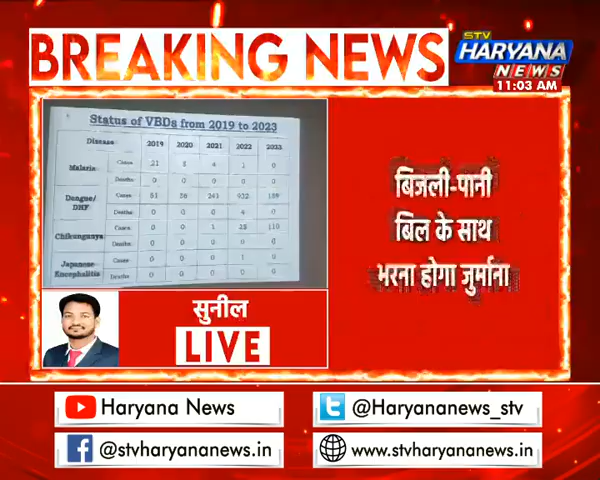 BREAKING NEWS
STV
HARYANA
NEWS
11:03 AM
Status of VBDs from 2019 to 2023
Disease 2019 2020 2021 2022 2023
Malaria Cases 21 8 4 1 0
Deaths 0 0 0 0 0
Dengue/DHF Cases 51 241 932
Deaths 0 0 0 4 0
Chikungunya Cases 0 0 1 25 110
Deaths 0 0 0 0 0
Japanese Encephalitis Cases 0 0 0 1 0
Deaths 0 0 0 0 0
बिजली-पानी
बिल के साथ
भरना होगा जुर्माना
सुनील
LIVE
Haryana News
@Haryananews_stv
@stvharyananews.in
www.stvharyananews.in